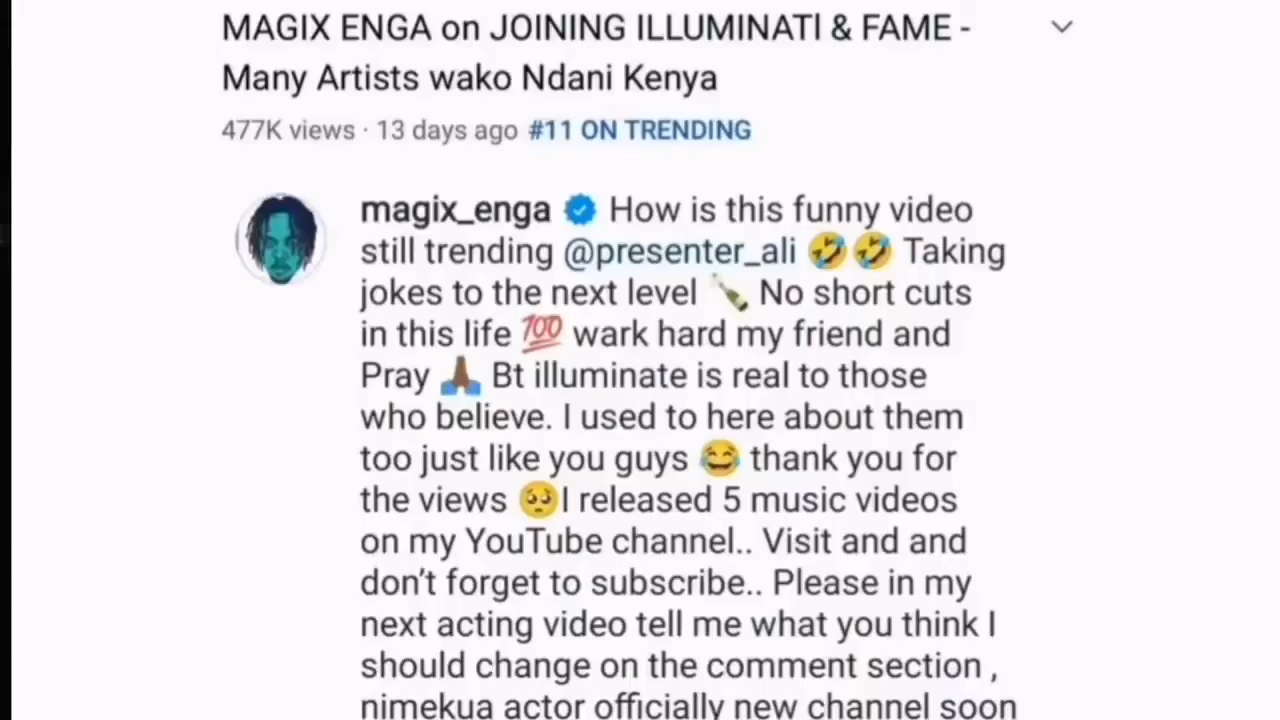 MAGIX ENGA on JOINING ILLUMINATI & FAME -
Many Artists wako Ndani Kenya
477K views · 13 days ago #11 ON TRENDING
magix_enga How is this funny video
still trending @presenter_ali 🤣🤣 Taking
jokes to the next level 🍾 No short cuts
in this life 💯 wark hard my friend and
Pray 🙏🏾 Bt illuminate is real to those
who believe. I used to here about them
too just like you guys 😂 thank you for
the views 🥺I released 5 music videos
on my YouTube channel.. Visit and and
don't forget to subscribe.. Please in my
next acting video tell me what you think I
should change on the comment section ,
nimekua actor officially new channel soon